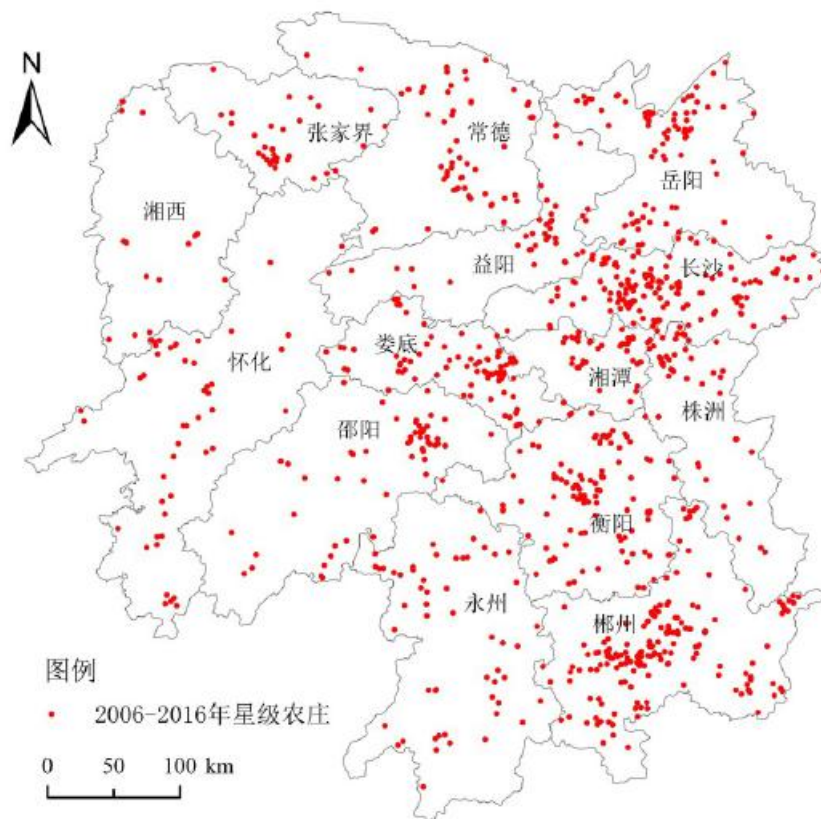 N
张家界
常德
岳阳
湘西
益阳
长沙
怀化
娄底
湘潭
株洲
邵阳
衡阳
永州
郴州
图例
2006-2016年星级农庄
0 50 100 km